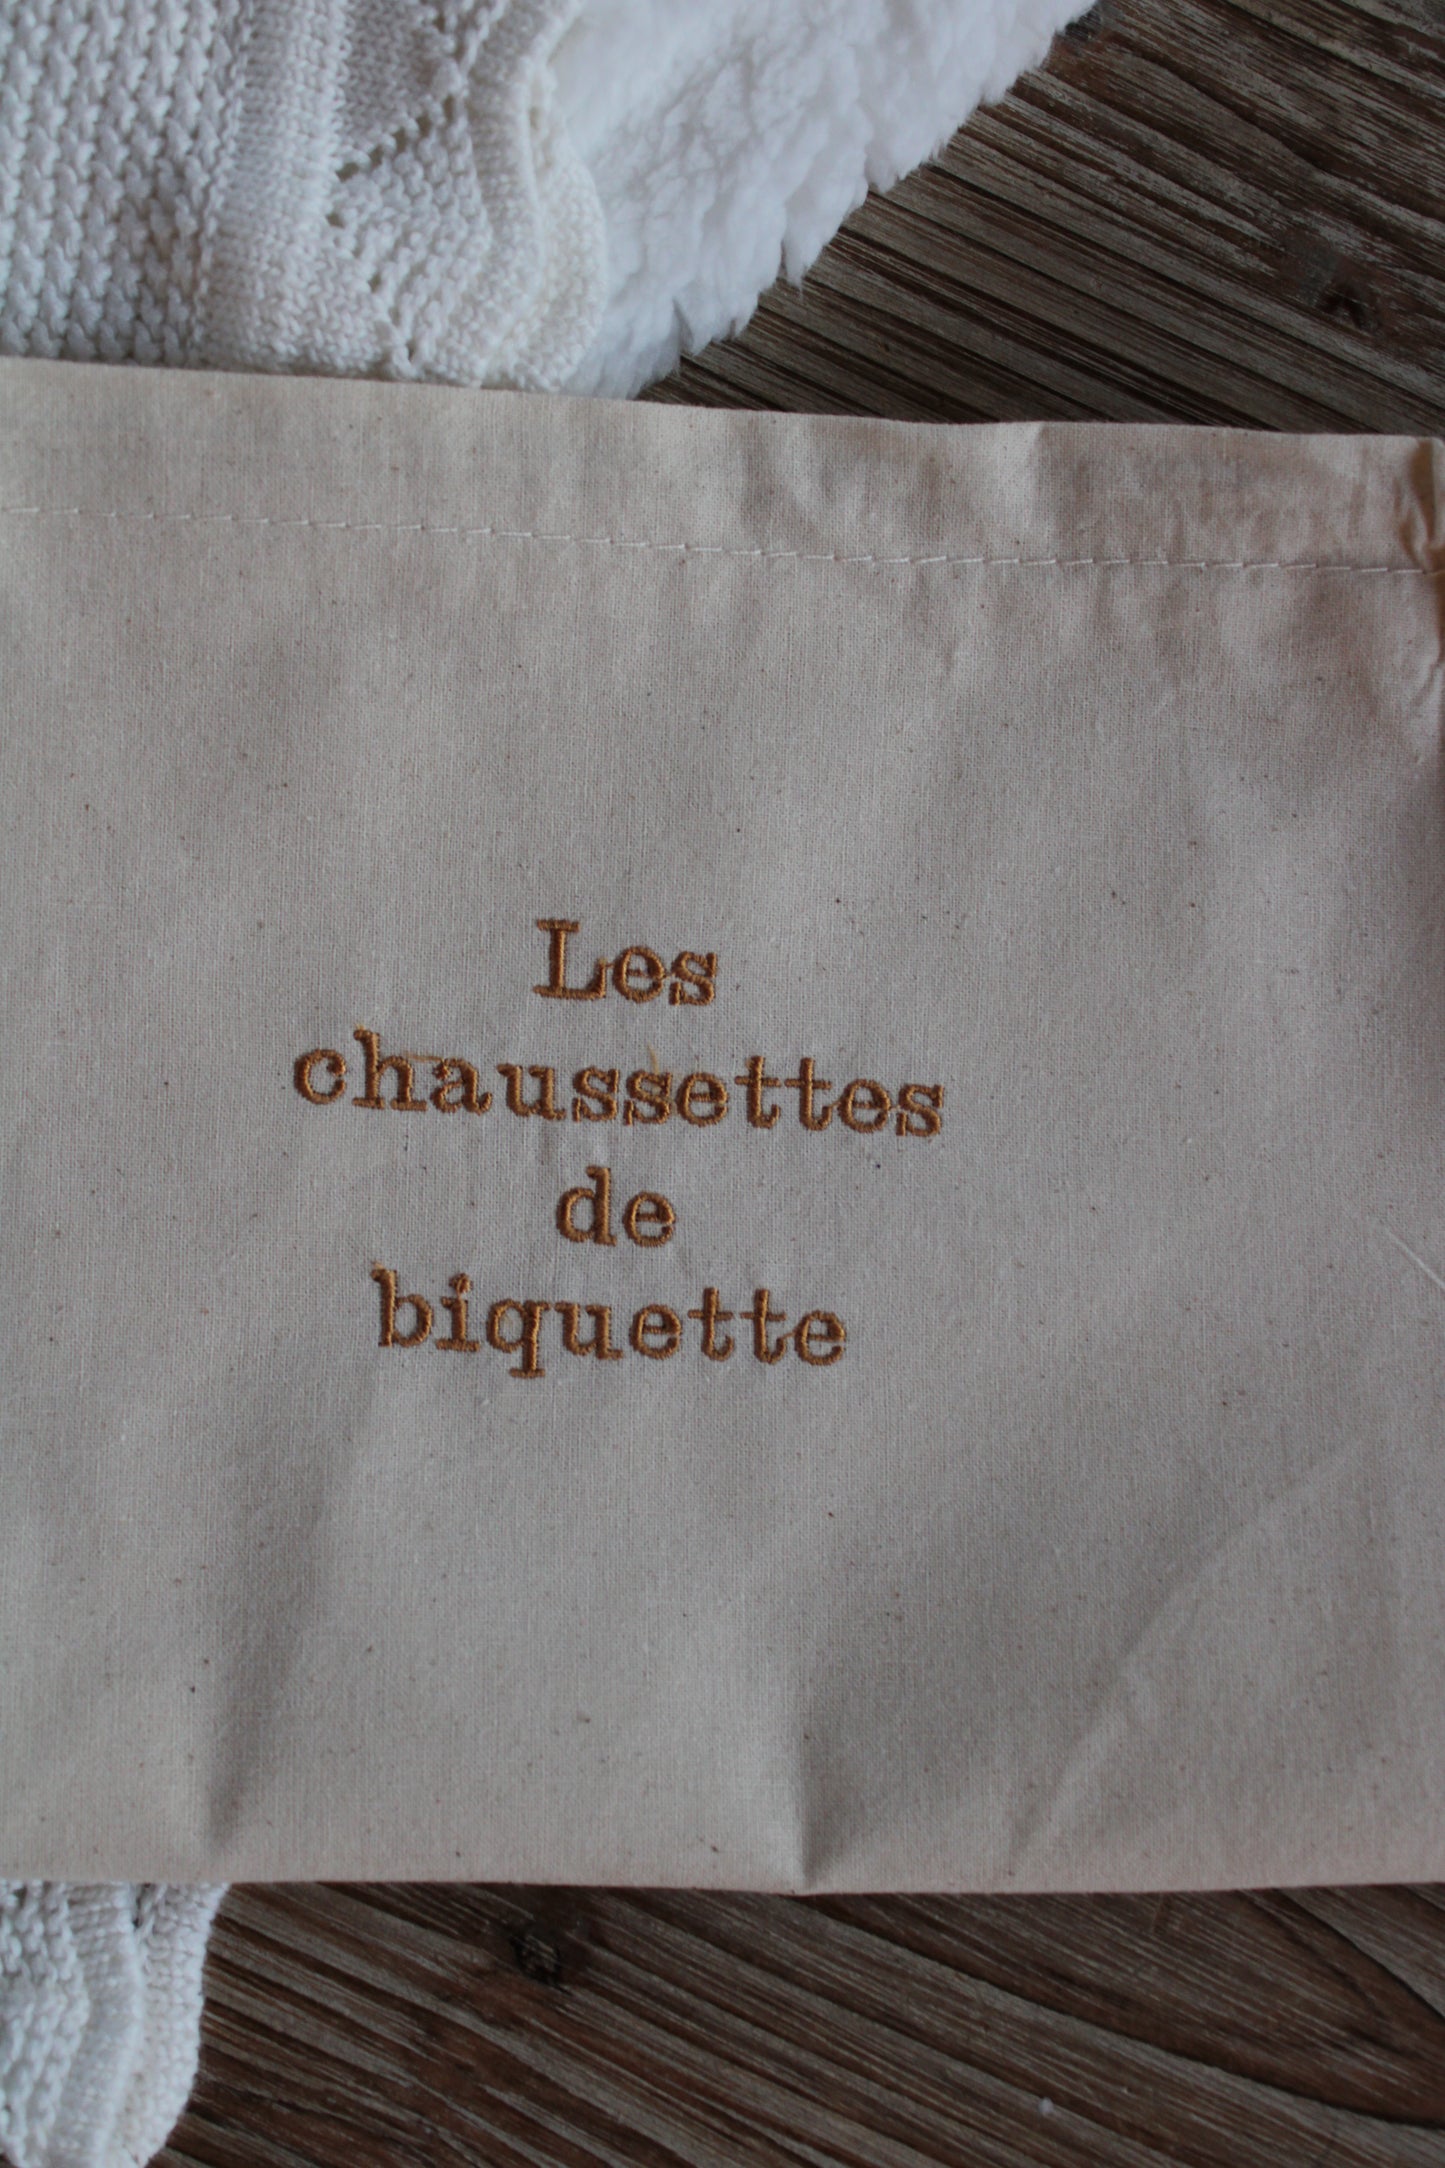 Les
chaussettes
de
biquette